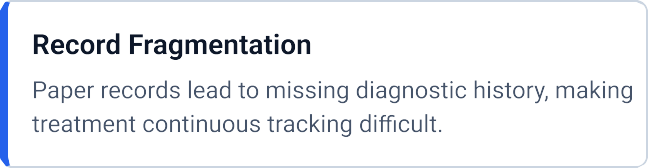 Record Fragmentation
Paper records lead to missing diagnostic history, making
treatment continuous tracking difficult.